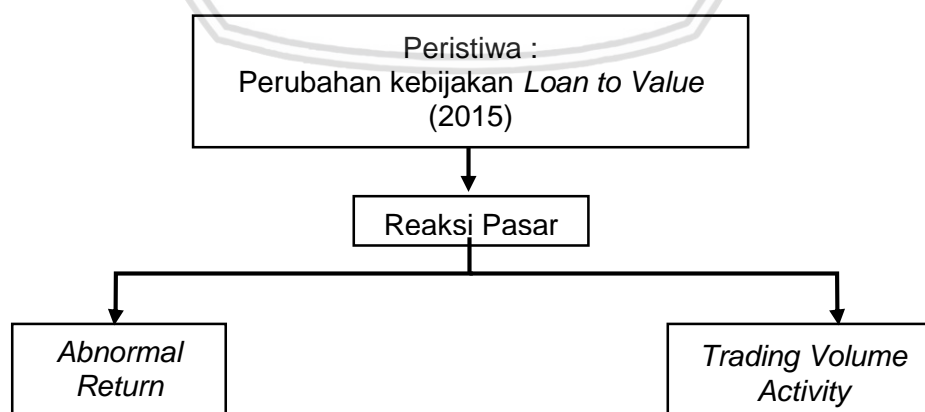 Peristiwa :
Perubahan kebijakan Loan to Value
(2015)
Reaksi Pasar
Abnormal
Return
Trading Volume
Activity